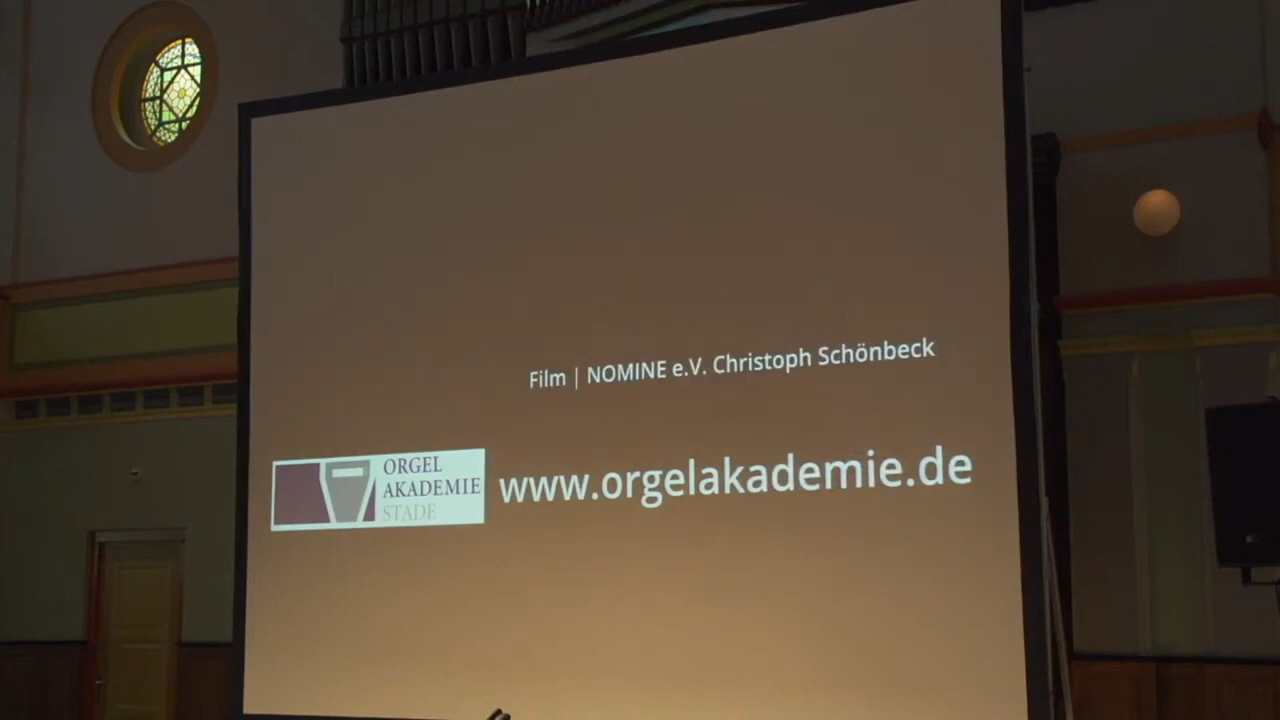 Film | NOMINE e.V. Christoph Schönbeck
ORGEL
AKADEMIE
STADE
www.orgelakademie.de